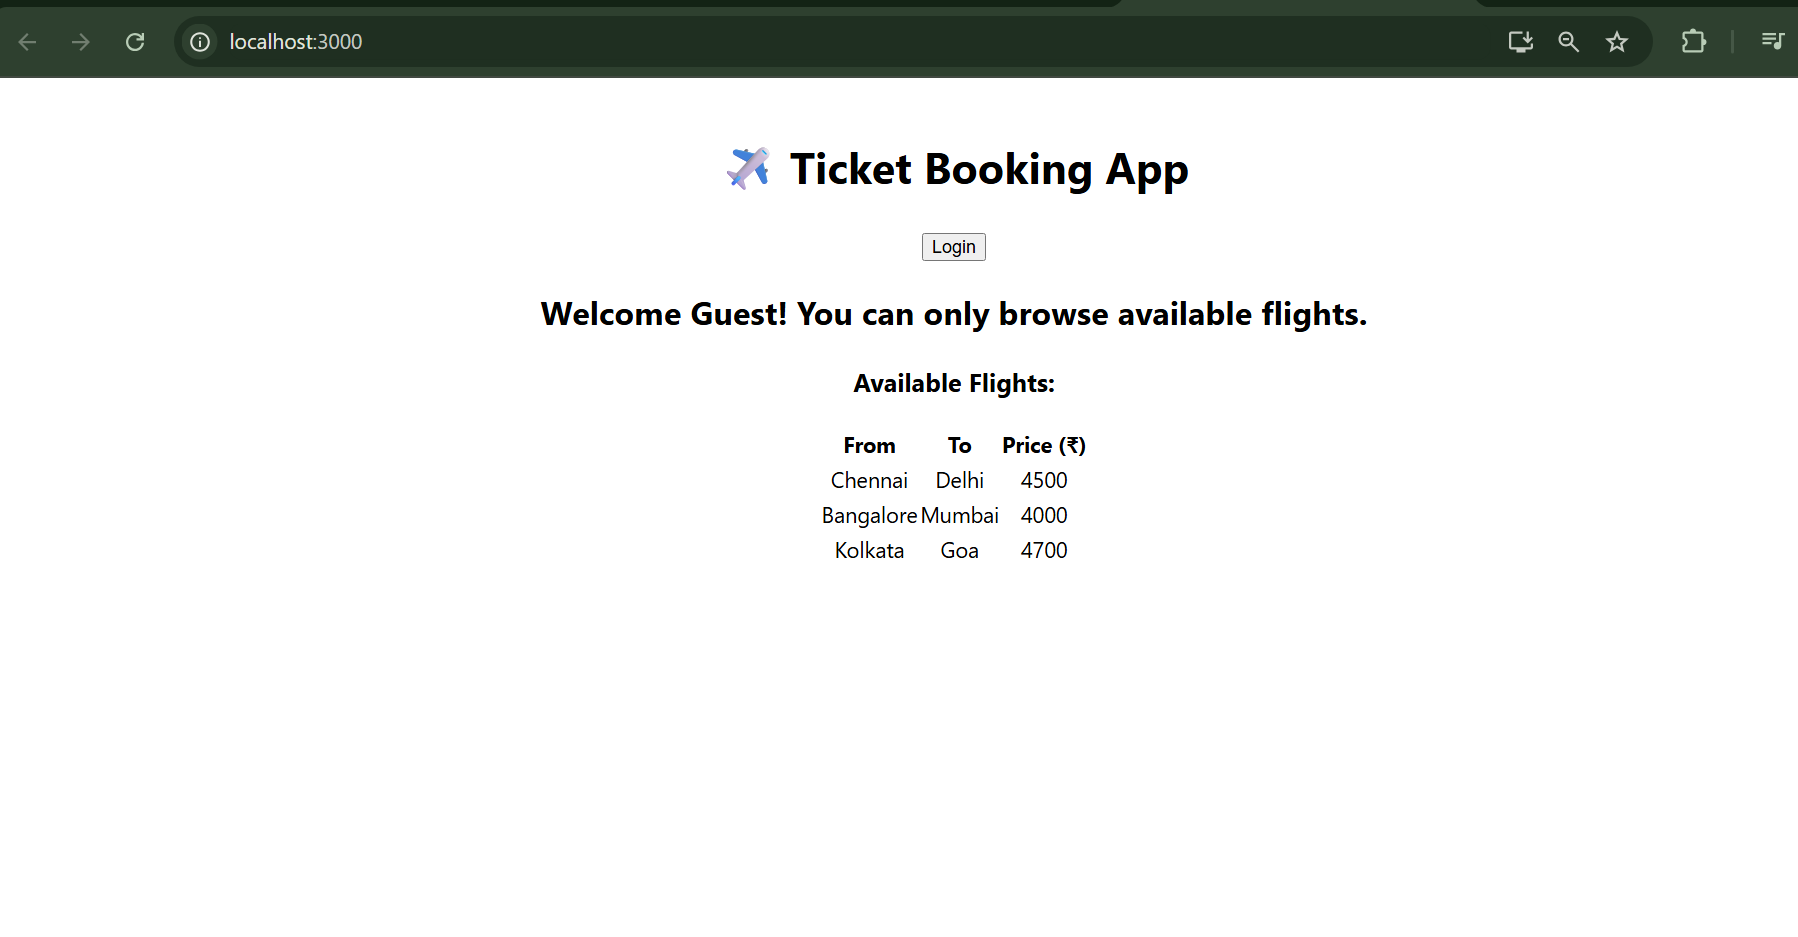 localhost:3000
Ticket Booking App
Login
Welcome Guest! You can only browse available flights.
Available Flights:
From To Price (₹)
Chennai Delhi 4500
Bangalore Mumbai 4000
Kolkata Goa 4700